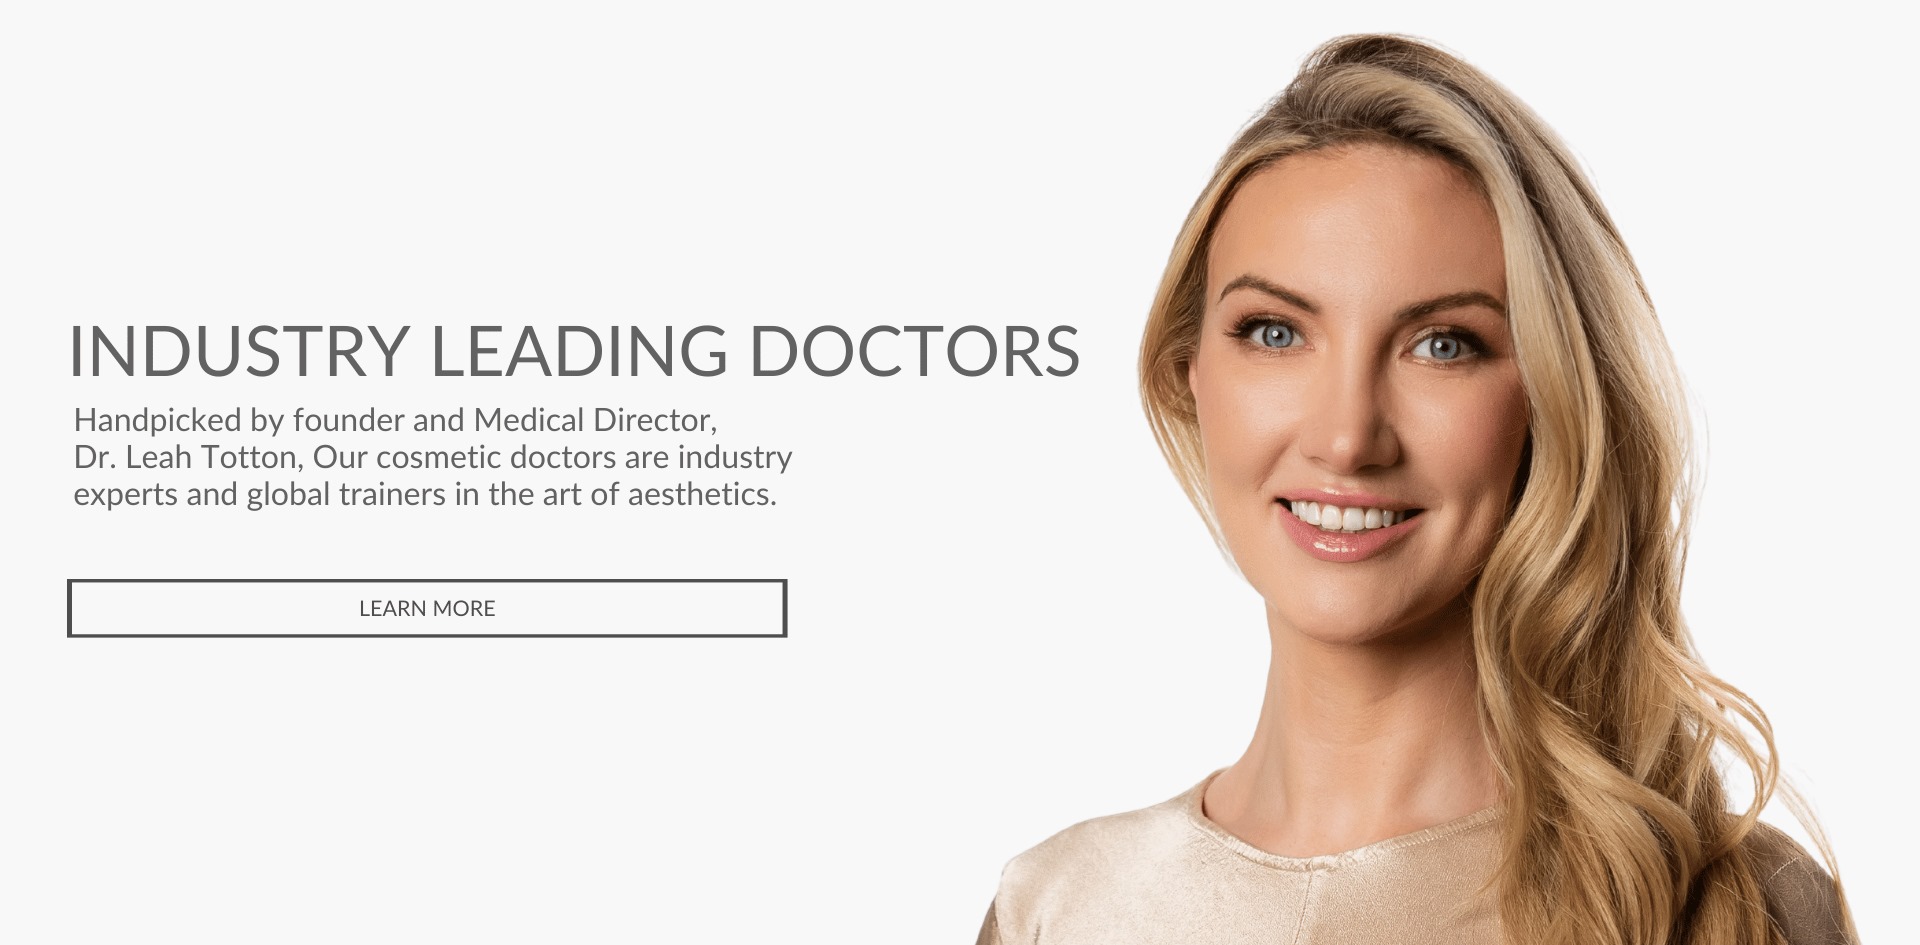 INDUSTRY LEADING DOCTORS
Handpicked by founder and Medical Director,
Dr. Leah Totton, Our cosmetic doctors are industry
experts and global trainers in the art of aesthetics.
LEARN MORE